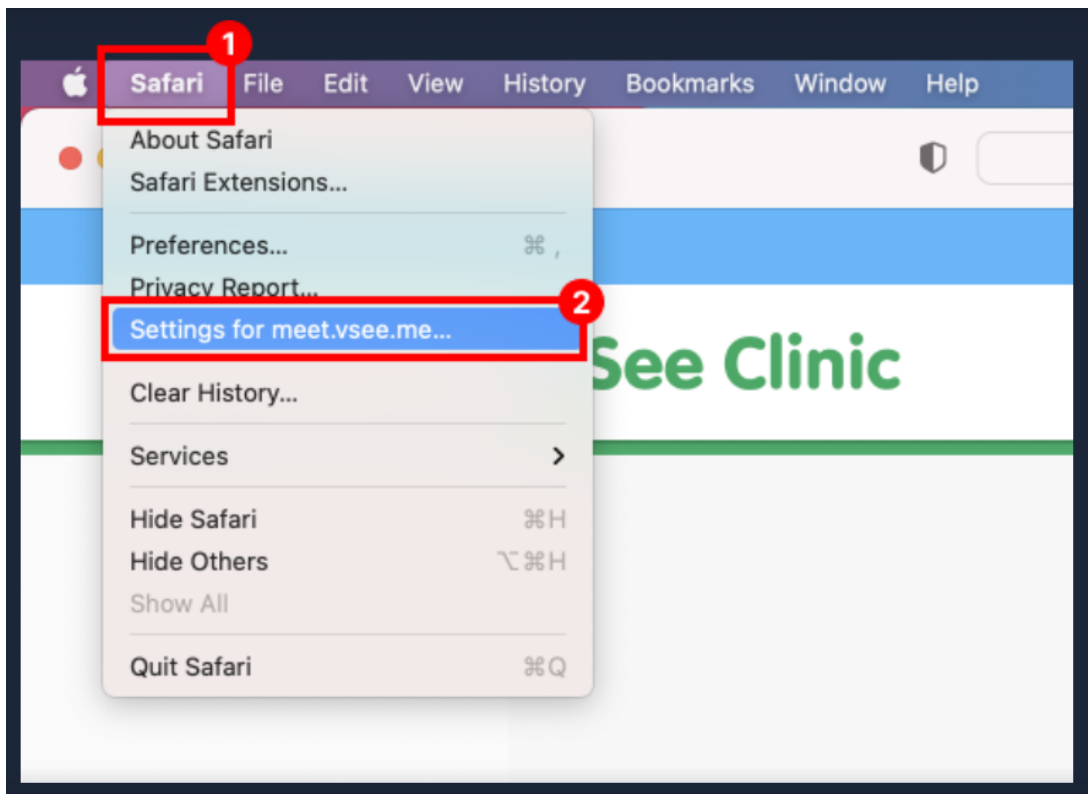 1
Safari File Edit View History Bookmarks Window Help
About Safari
Safari Extensions...
Preferences... ⌘ ,
Privacy Report...
2
Settings for meet.vsee.me...
See Clinic
Clear History...
Services
Hide Safari ⌘H
Hide Others ⌥⌘H
Show All
Quit Safari ⌘Q